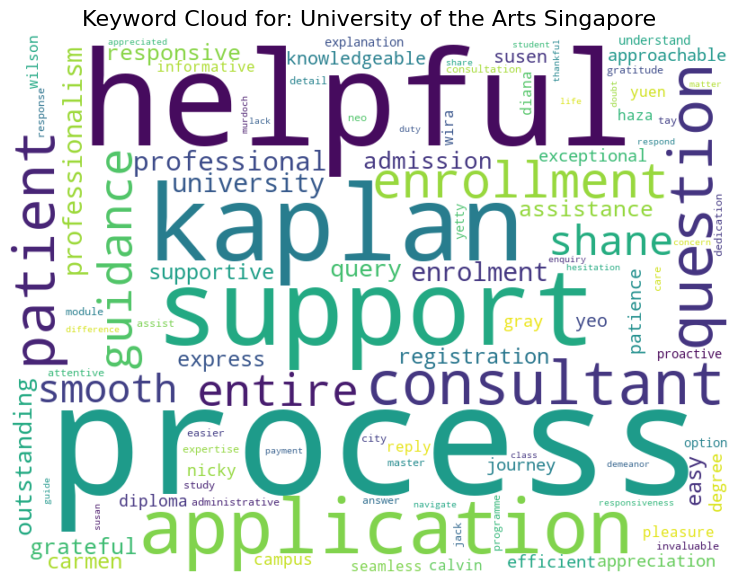 Keyword Cloud for: University of the Arts Singapore
appreciated
explanation
student
understand
Wilson
responsive
knowledgeable
share
susen
thankful
approachable
informative
consultation
gratitude
response
professionalism
helpful
detail
diana
doubt
life
matter
yuen
murdoch
lack
neo
duty
wira
haza
tay
respond
patient
guidance
professional
admission
exceptional
question
dedication
university
enrollment
kaplan
yetty
assistance
shane
concern
supportive
query
enrolment
enquiry
hesitation
care
patience
module
support
difference
assist
gray
yeo
proactive
attentive
express
registration
smooth
entire
consultant
outstanding
process
easier
city
class
option
expertise
payment
reply
nicky
study
master
journey
demeanor
easy
degree
guide
susan
diploma
administrative
answer
navigate
jack
programme
responsiveness
application
grateful
carmen
campus
seamless
calvin
efficient
appreciation
pleasure
invaluable